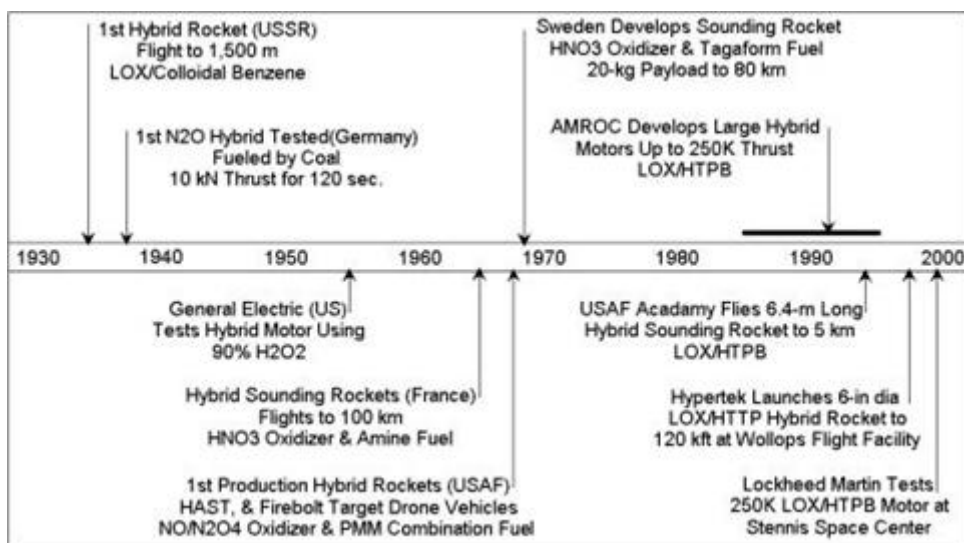 1st Hybrid Rocket (USSR)
Flight to 1,500 m
LOX/Colloidal Benzene
Sweden Develops Sounding Rocket
HNO3 Oxidizer & Tagaform Fuel
20-kg Payload to 80 km
1st N2O Hybrid Tested(Germany)
Fueled by Coal
10 kN Thrust for 120 sec.
AMROC Develops Large Hybrid
Motors Up to 250K Thrust
LOX/HTPB
1930 1940 1950 1960 1970 1980 1990 2000
General Electric (US)
Tests Hybrid Motor Using
90% H2O2
USAF Acadamy Flies 6.4-m Long
Hybrid Sounding Rocket to 5 km
LOX/HTPB
Hybrid Sounding Rockets (France)
Flights to 100 km
HNO3 Oxidizer & Amine Fuel
Hypertek Launches 6-in dia
LOX/HTTP Hybrid Rocket to
120 kft at Wollops Flight Facility
1st Production Hybrid Rockets (USAF)
HAST, & Firebolt Target Drone Vehicles
NO/N2O4 Oxidizer & PMM Combination Fuel
Lockheed Martin Tests
250K LOX/HTPB Motor at
Stennis Space Center